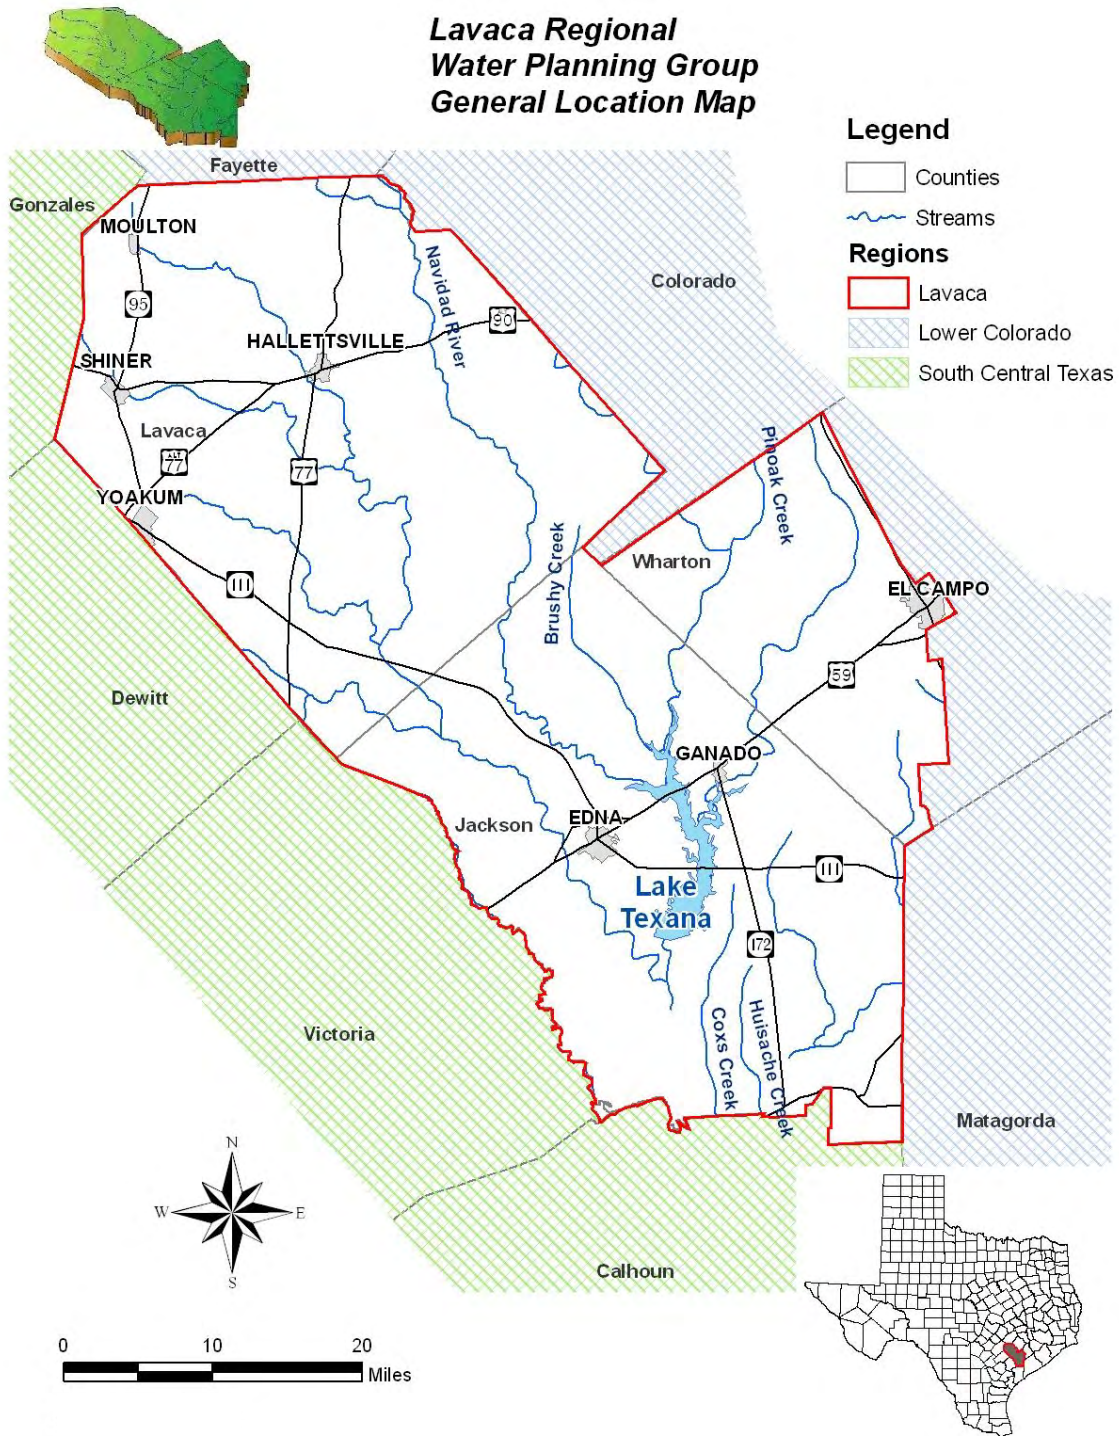 Lavaca Regional
Water Planning Group
General Location Map
Legend
Counties
Streams
Regions
Lavaca
Lower Colorado
South Central Texas
Fayette
Gonzales
MOULTON
Navidad River
Colorado
95
90
HALLETTSVILLE
SHINER
Lavaca
ALT
77
77
Pinoak Creek
YOAKUM
Brushy Creek
Wharton
111
EL CAMPO
59
Dewitt
GANADO
EDNA
Jackson
111
Lake
Texana
172
Victoria
Coxs Creek
Huisache Creek
Matagorda
N
W
E
S
Calhoun
0
10
20
Miles